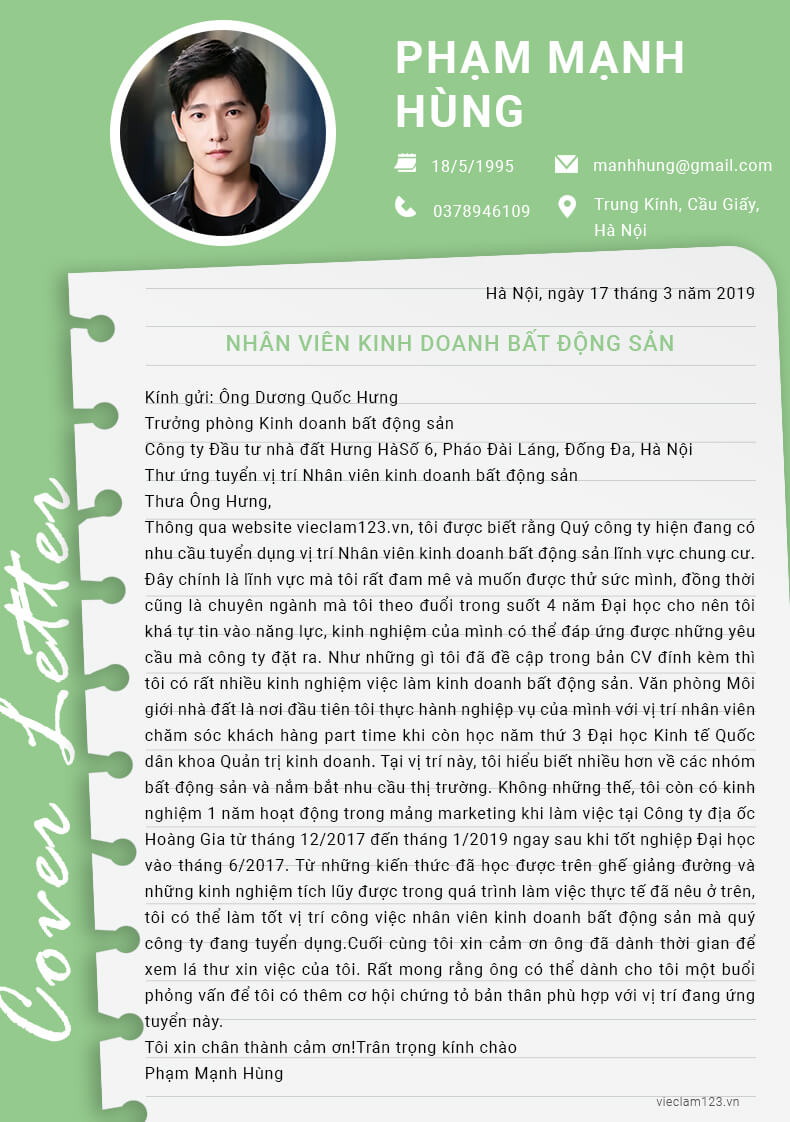 PHẠM MẠNH
HÙNG
18/5/1995
manhhung@gmail.com
0378946109
Trung Kính, Cầu Giấy,
Hà Nội
Hà Nội, ngày 17 tháng 3 năm 2019
NHÂN VIÊN KINH DOANH BẤT ĐỘNG SẢN
Kính gửi: Ông Dương Quốc Hưng
Trưởng phòng Kinh doanh bất động sản
Công ty Đầu tư nhà đất Hưng HàSố 6, Pháo Đài Láng, Đống Đa, Hà Nội
Thư ứng tuyển vị trí Nhân viên kinh doanh bất động sản
Thưa Ông Hưng,
Thông qua website vieclam123.vn, tôi được biết rằng Quý công ty hiện đang có
nhu cầu tuyển dụng vị trí Nhân viên kinh doanh bất động sản lĩnh vực chung cư.
Đây chính là lĩnh vực mà tôi rất đam mê và muốn được thử sức mình, đồng thời
cũng là chuyên ngành mà tôi theo đuổi trong suốt 4 năm Đại học cho nên tôi
khá tự tin vào năng lực, kinh nghiệm của mình có thể đáp ứng được những yêu
cầu mà công ty đặt ra. Như những gì tôi đã đề cập trong bản CV đính kèm thì
tôi có rất nhiều kinh nghiệm việc làm kinh doanh bất động sản. Văn phòng Môi
giới nhà đất là nơi đầu tiên tôi thực hành nghiệp vụ của mình với vị trí nhân viên
chăm sóc khách hàng part time khi còn học năm thứ 3 Đại học Kinh tế Quốc
dân khoa Quản trị kinh doanh. Tại vị trí này, tôi hiểu biết nhiều hơn về các nhóm
bất động sản và nắm bắt nhu cầu thị trường. Không những thế, tôi còn có kinh
nghiệm 1 năm hoạt động trong mảng marketing khi làm việc tại Công ty địa ốc
Hoàng Gia từ tháng 12/2017 đến tháng 1/2019 ngay sau khi tốt nghiệp Đại học
vào tháng 6/2017. Từ những kiến thức đã học được trên ghế giảng đường và
những kinh nghiệm tích lũy được trong quá trình làm việc thực tế đã nêu ở trên,
tôi có thể làm tốt vị trí công việc nhân viên kinh doanh bất động sản mà quý
công ty đang tuyển dụng.Cuối cùng tôi xin cảm ơn ông đã dành thời gian để
xem lá thư xin việc của tôi. Rất mong rằng ông có thể dành cho tôi một buổi
phỏng vấn để tôi có thêm cơ hội chứng tỏ bản thân phù hợp với vị trí đang ứng
tuyển này.
Tôi xin chân thành cảm ơn!Trân trọng kính chào
Phạm Mạnh Hùng
vieclam123.vn
Cover Letter